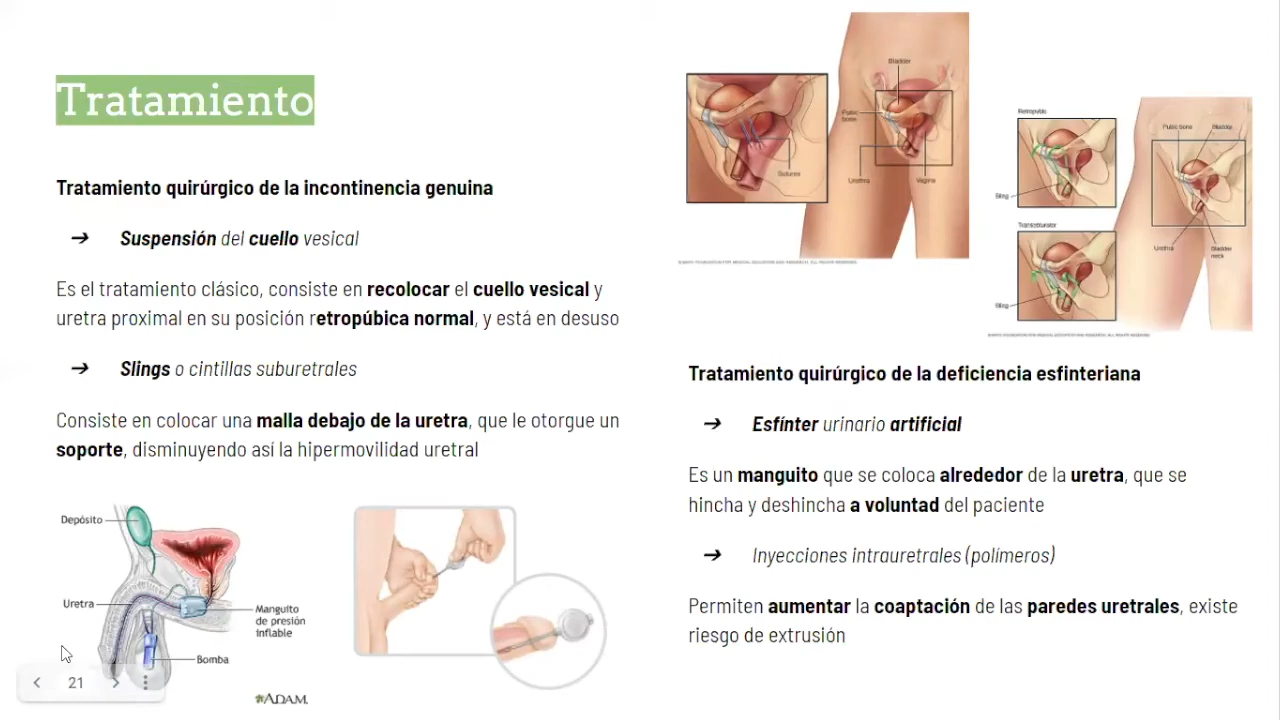 Tratamiento
Tratamiento quirúrgico de la incontinencia genuina
➔ Suspensión del cuello vesical
Es el tratamiento clásico, consiste en recolocar el cuello vesical y
uretra proximal en su posición retropúbica normal, y está en desuso
➔ Slings o cintillas suburetrales
Consiste en colocar una malla debajo de la uretra, que le otorgue un
soporte, disminuyendo así la hipermovilidad uretral
Depósito
Uretra
Manguito
de presión
inflable
Bomba
ADAM.
21
Bladder
Pubic
bone
Sutures
Urethra
Vagina
Retropubic
Pubic bone
Bladder
Sling
Transobturator
Urethra
Bladder
neck
Sling
Tratamiento quirúrgico de la deficiencia esfinteriana
➔ Esfínter urinario artificial
Es un manguito que se coloca alrededor de la uretra, que se
hincha y deshincha a voluntad del paciente
➔ Inyecciones intrauretrales (polímeros)
Permiten aumentar la coaptación de las paredes uretrales, existe
riesgo de extrusión